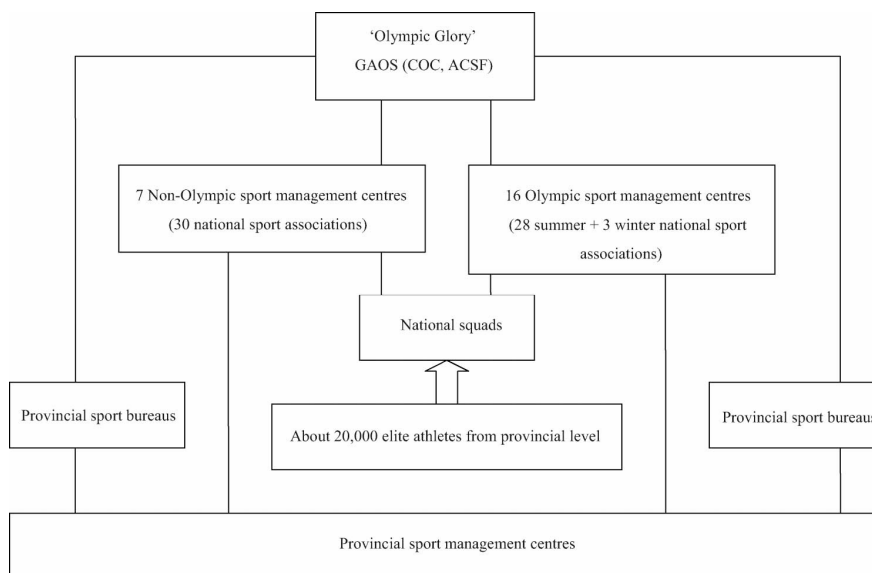 ‘Olympic Glory’
GAOS (COC, ACSF)
7 Non-Olympic sport management centres
(30 national sport associations)
16 Olympic sport management centres
(28 summer + 3 winter national sport
associations)
National squads
Provincial sport bureaus
About 20,000 elite athletes from provincial level
Provincial sport bureaus
Provincial sport management centres